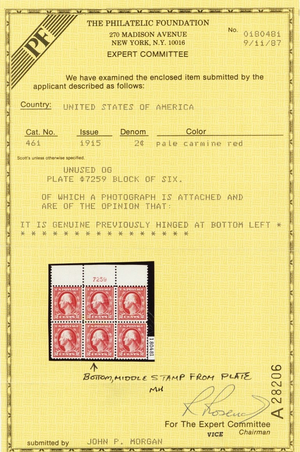 THE PHILATELIC FOUNDATION
270 MADISON AVENUE
NEW YORK, N.Y. 10016
EXPERT COMMITTEE
No. 0180481
9/11/87
PF
We have examined the enclosed item submitted by the
applicant described as follows:
Country: UNITED STATES OF AMERICA
Cat. No. Issue Denom Color
461 1915 2¢ pale carmine red
Scott's unless otherwise specified.
UNUSED OG
PLATE #7259 BLOCK OF SIX.
OF WHICH A PHOTOGRAPH IS ATTACHED AND
ARE OF THE OPINION THAT:
IT IS GENUINE PREVIOUSLY HINGED AT BOTTOM LEFT *
* * * * * * * * * * * * * * * *
7259
BOTTOM, MIDDLE STAMP FROM PLATE
MH
A 28206
For The Expert Committee
VICE Chairman
submitted by JOHN P. MORGAN